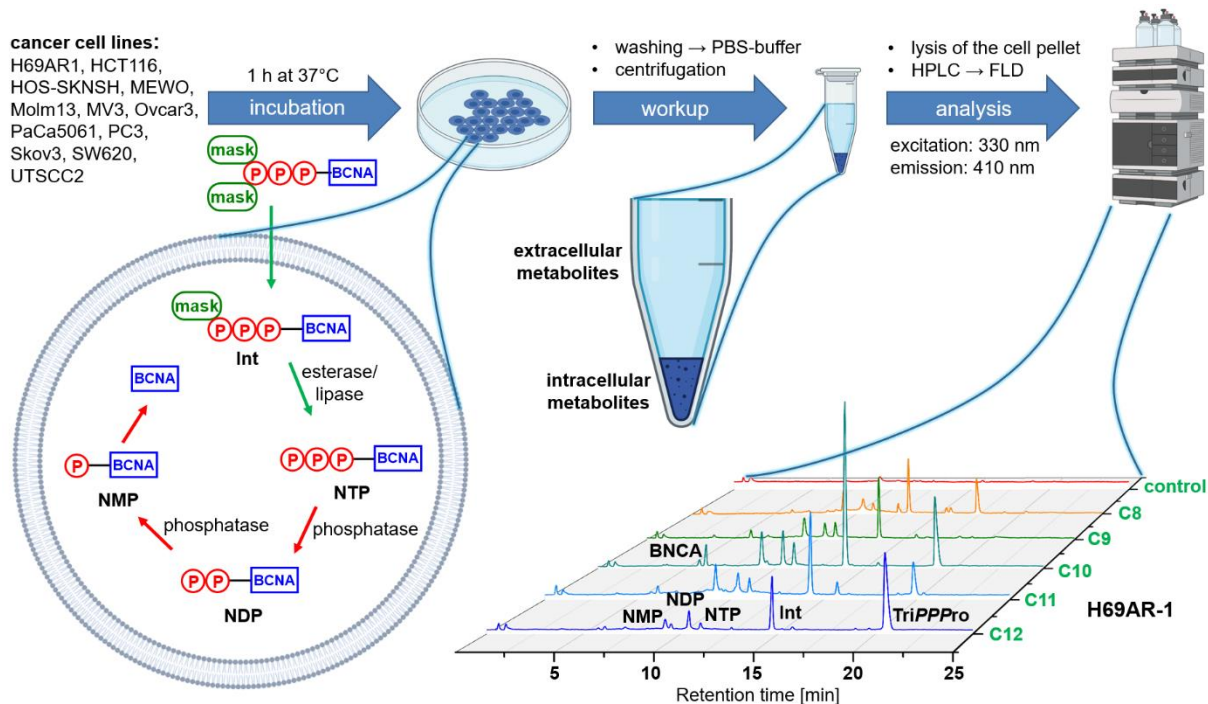 cancer cell lines:
H69AR1, HCT116,
HOS-SKNSH, MEWO,
Molm13, MV3, Ovcar3,
PaCa5061, PC3,
Skov3, SW620,
UTSCC2
1 h at 37°C
incubation
• washing → PBS-buffer
• centrifugation
workup
• lysis of the cell pellet
• HPLC → FLD
analysis
excitation: 330 nm
emission: 410 nm
mask
P P P BCNA
mask
mask
P P P BCNA
Int
esterase/
lipase
BCNA
P BCNA
NMP
P P P BCNA
NTP
phosphatase
phosphatase
P P BCNA
NDP
extracellular
metabolites
intracellular
metabolites
control
C8
C9
C10
C11
C12
BNCA
NDP
NMP
NTP
Int
TriPPPro
H69AR-1
5
10
15
20
25
Retention time [min]